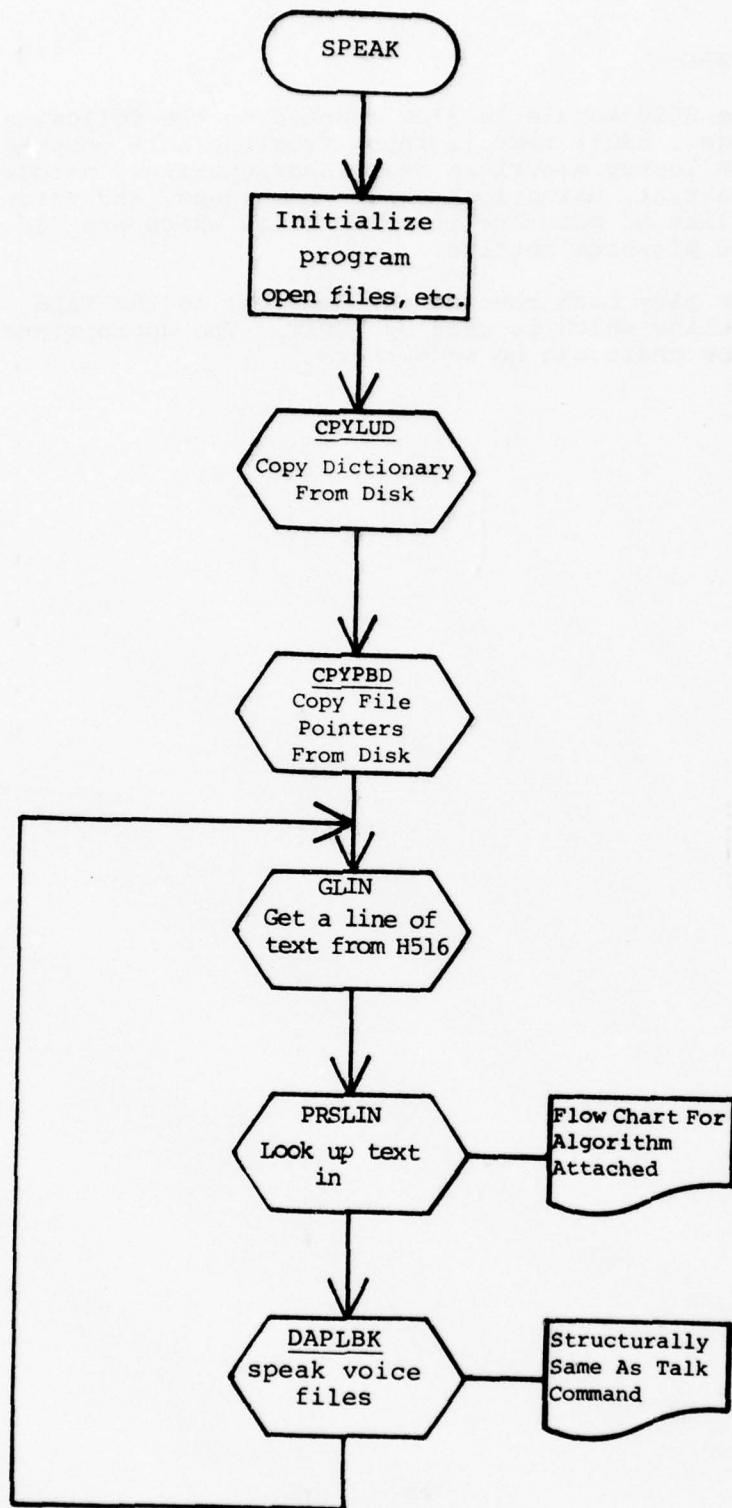 SPEAK
Initialize
program
open files, etc.
CPYLUD
Copy Dictionary
From Disk
CPYPBD
Copy File
Pointers
From Disk
GLIN
Get a line of
text from H516
PRSLIN
Look up text
in
Flow Chart For
Algorithm
Attached
DAPLBK
speak voice
files
Structurally
Same As Talk
Command